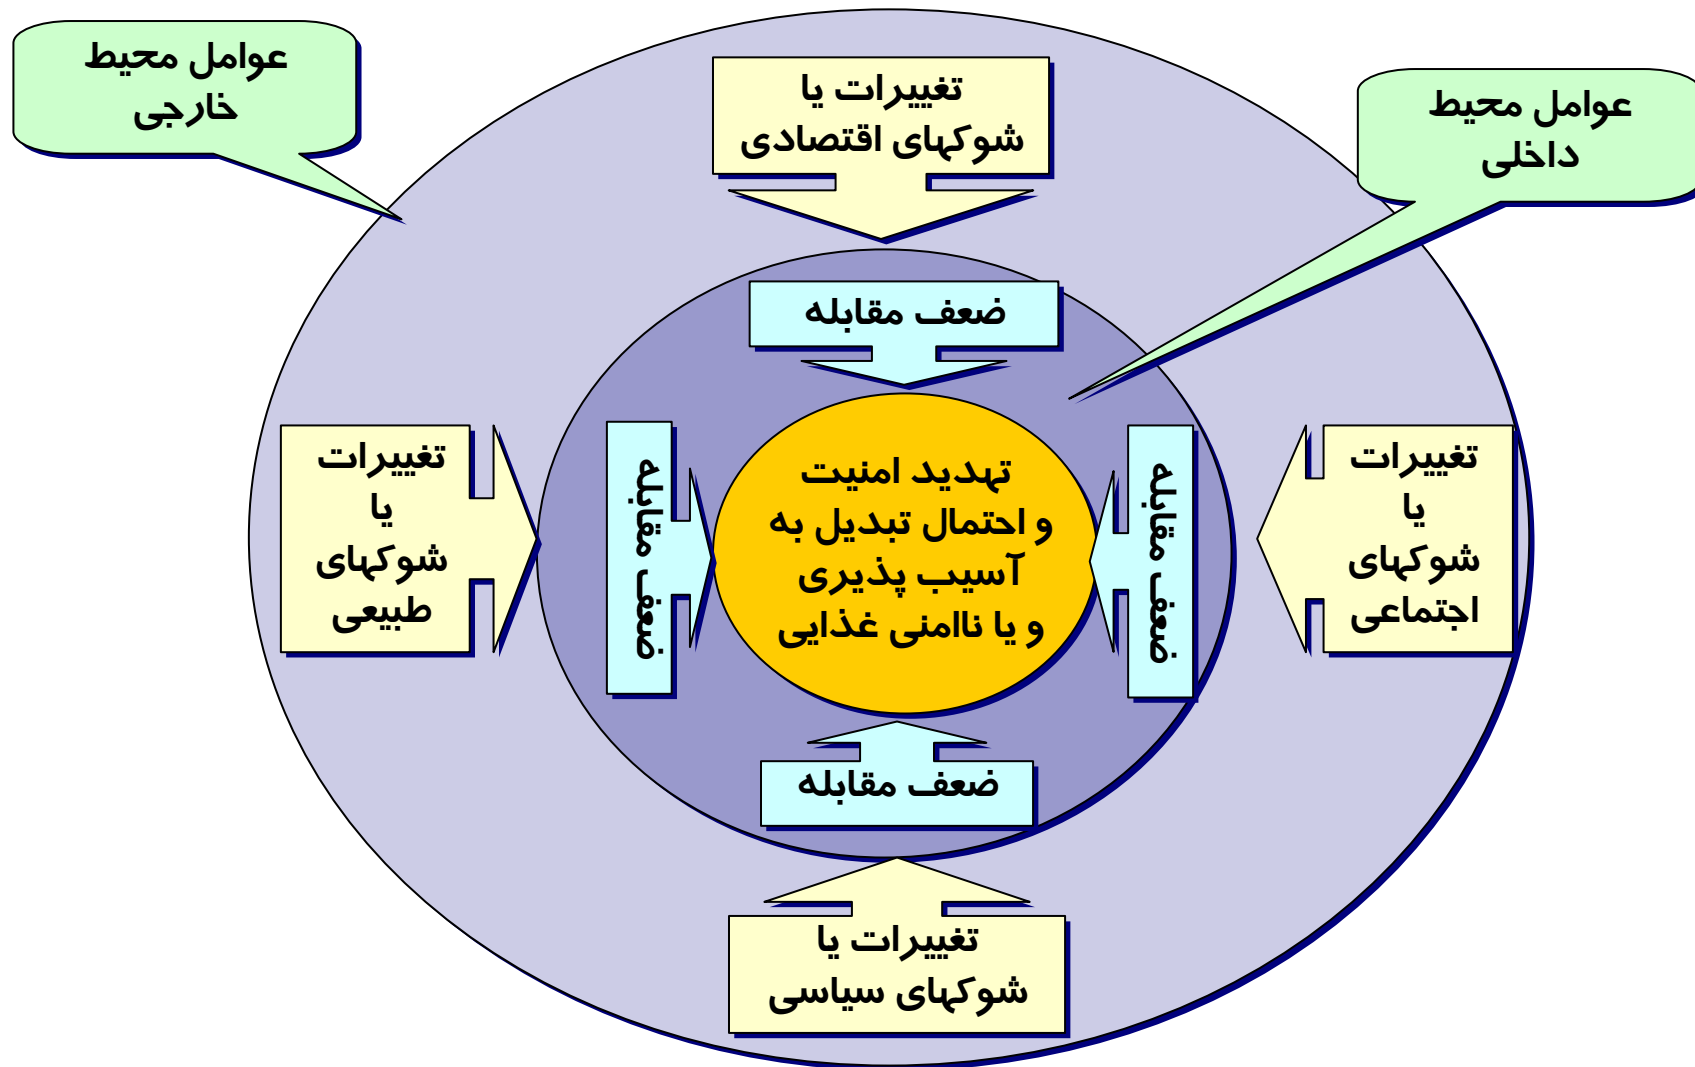 عوامل محیط
خارجی
تغییرات یا
شوکهای اقتصادی
عوامل محیط
داخلی
ضعف مقابله
تغییرات
یا
شوکهای
اجتماعی
ضعف مقابله
تهدید امنیت
و احتمال تبدیل به
آسیب پذیری
و یا ناامنی غذایی
ضعف مقابله
تغییرات
یا
شوکهای
طبیعی
ضعف مقابله
تغییرات یا
شوکهای سیاسی